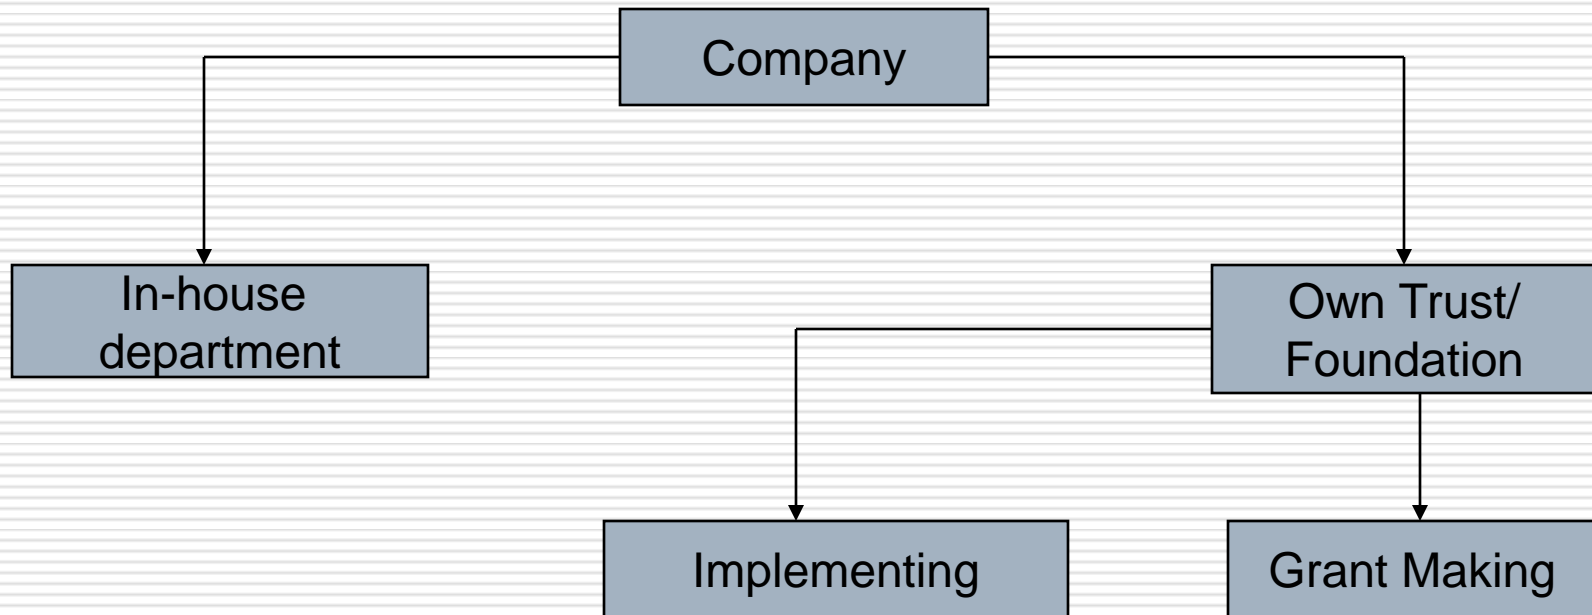 Company
In-house
department
Own Trust/
Foundation
Implementing
Grant Making